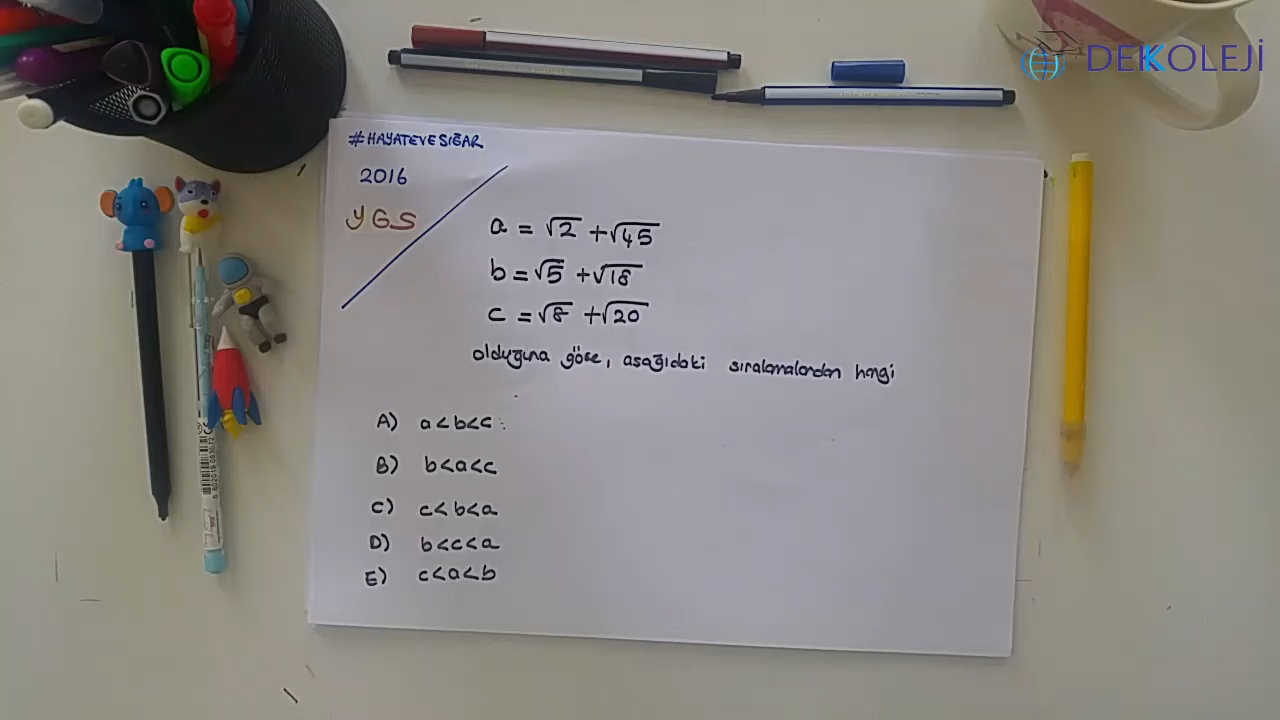 DEKOLEJİ
#HAYATEVESIĞAR
2016
YGS
a = √2 + √45
b = √5 + √18
c = √8 + √20
olduğuna göre, aşağıdaki sıralamalardan hangi
A) a<b<c
B) b<a<c
C) c<b<a
D) b<c<a
E) c<a<b